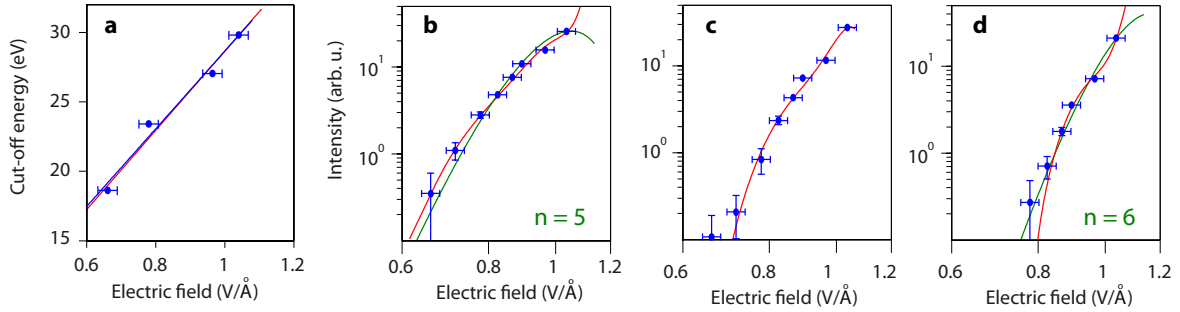 a
Cut-off energy (eV)
30
25
20
15
0.6
0.8
1
1.2
Electric field (V/Å)
b
Intensity (arb. u.)
10¹
10⁰
n = 5
0.6
0.8
1
1.2
Electric field (V/Å)
c
10¹
10⁰
0.6
0.8
1
1.2
Electric field (V/Å)
d
10¹
10⁰
n = 6
0.8
1
1.2
Electric field (V/Å)